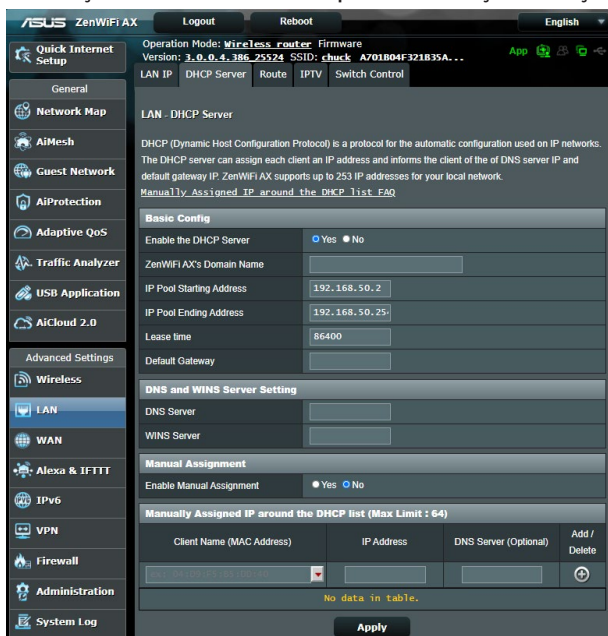 ASUS ZenWiFi AX
Logout
Reboot
English
Quick Internet
Setup
Operation Mode: Wireless router Firmware
Version: 3.0.0.4.386_25524 SSID: chuck A701B04F321B35A...
App
LAN IP
DHCP Server
Route
IPTV
Switch Control
General
Network Map
AiMesh
Guest Network
AiProtection
Adaptive QoS
Traffic Analyzer
USB Application
AiCloud 2.0
Advanced Settings
Wireless
LAN
WAN
Alexa & IFTTT
IPv6
VPN
Firewall
Administration
System Log
LAN - DHCP Server
DHCP (Dynamic Host Configuration Protocol) is a protocol for the automatic configuration used on IP networks.
The DHCP server can assign each client an IP address and informs the client of the of DNS server IP and
default gateway IP. ZenWiFi AX supports up to 253 IP addresses for your local network.
Manually Assigned IP around the DHCP list FAQ
Basic Config
Enable the DHCP Server
Yes No
ZenWiFi AX's Domain Name
IP Pool Starting Address
192.168.50.2
IP Pool Ending Address
192.168.50.25
Lease time
86400
Default Gateway
DNS and WINS Server Setting
DNS Server
WINS Server
Manual Assignment
Enable Manual Assignment
Yes No
Manually Assigned IP around the DHCP list (Max Limit : 64)
Client Name (MAC Address)
IP Address
DNS Server (Optional)
Add /
Delete
No data in table.
Apply